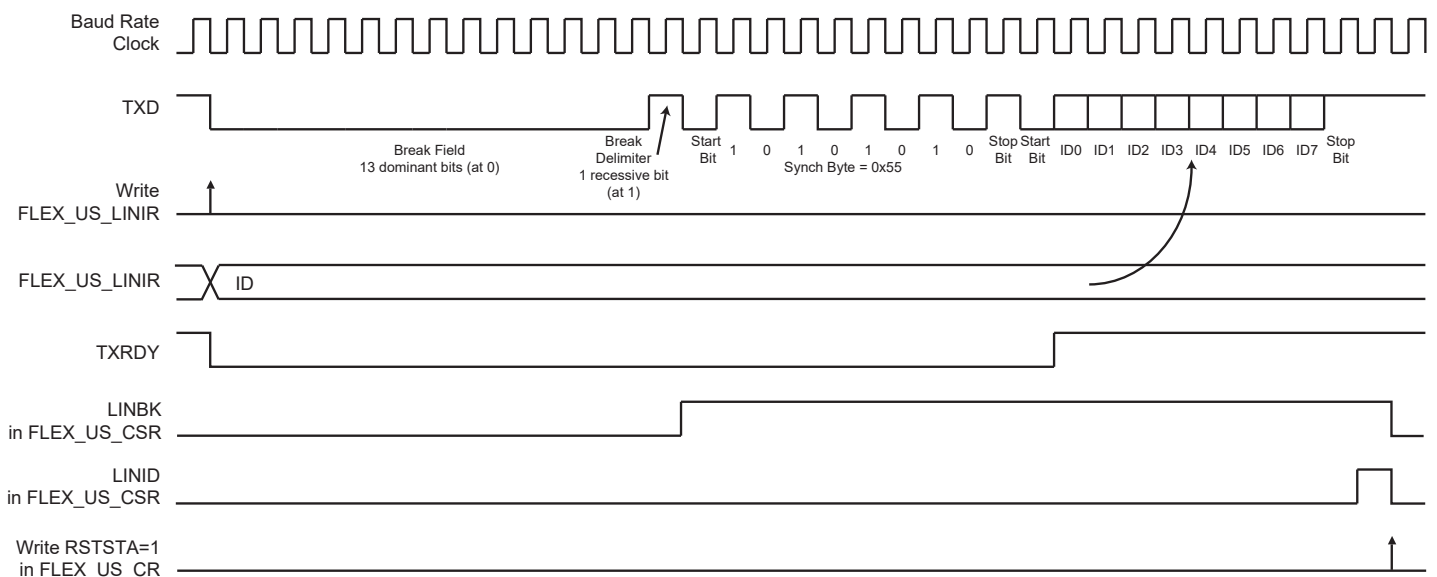 Baud Rate
Clock
TXD
Break Field
13 dominant bits (at 0)
Break
Delimiter
1 recessive bit
(at 1)
Start
Bit
1 0 1 0 1 0 1 0
Synch Byte = 0x55
Stop
Bit
Start
Bit
ID0 ID1 ID2 ID3 ID4 ID5 ID6 ID7
Stop
Bit
Write
FLEX_US_LINIR
FLEX_US_LINIR
ID
TXRDY
LINBK
in FLEX_US_CSR
LINID
in FLEX_US_CSR
Write RSTSTA=1
in FLEX_US_CR